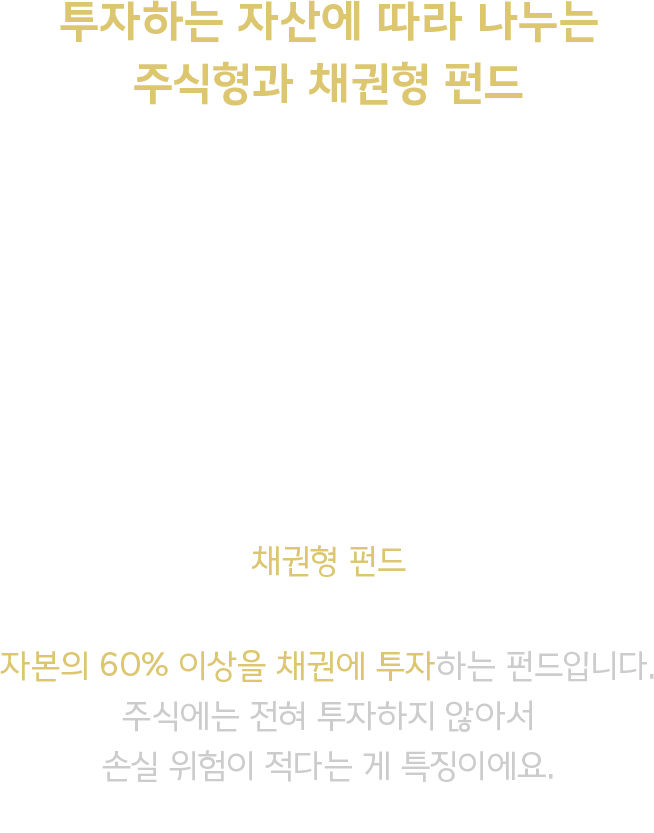 투자하는 자산에 따라 나누는
주식형과 채권형 펀드
채권형 펀드
자본의 60% 이상을 채권에 투자하는 펀드입니다.
주식에는 전혀 투자하지 않아서
손실 위험이 적다는 게 특징이에요.